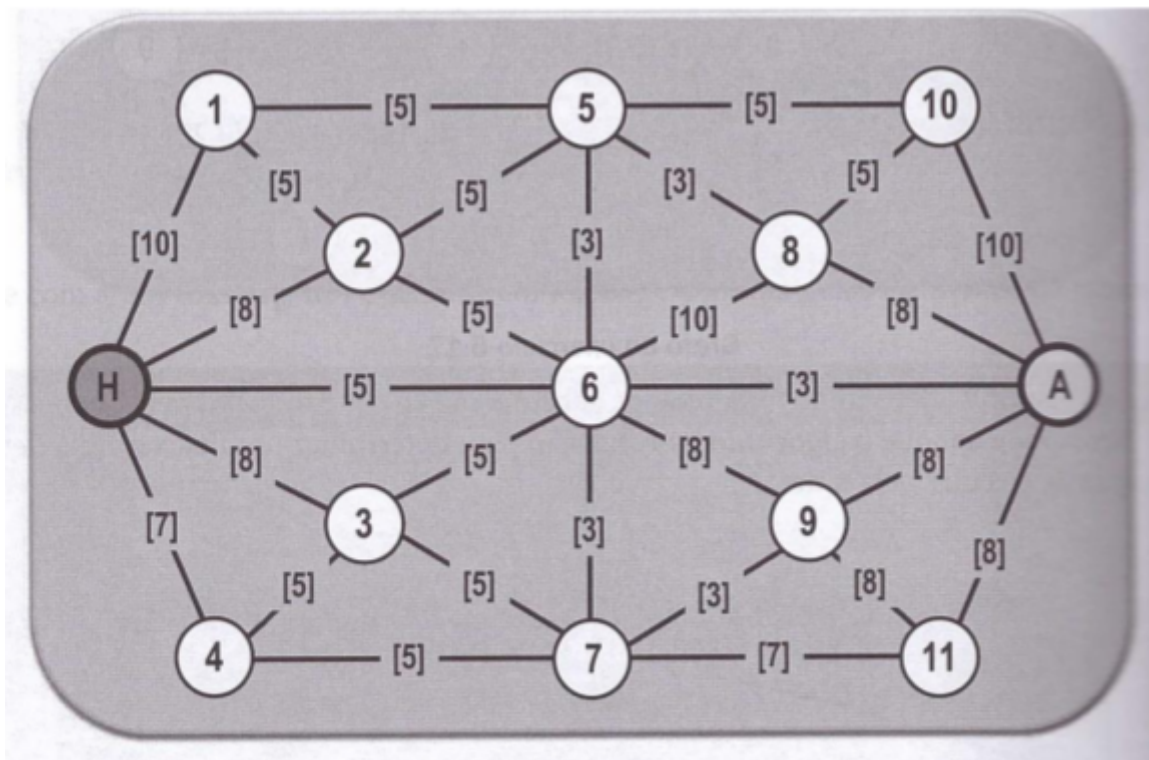 1 [5] 5 [5] 10
[5] [5] [3] [5]
[10] 2 [3] 8 [10]
[8] [5] [10] [8]
H [5] 6 [3] A
[8] [5] [8] [8]
[7] 3 [3] 9 [8]
[5] [5] [3] [8]
4 [5] 7 [7] 11